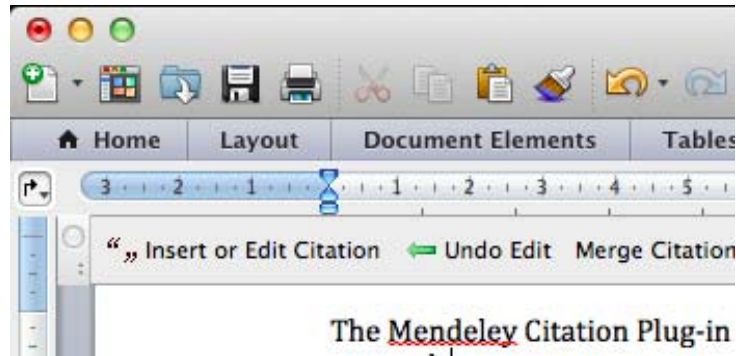 Home Layout Document Elements Tables
3 2 1 1 2 3 4 5
“ „ Insert or Edit Citation Undo Edit Merge Citation
The Mendeley Citation Plug-in